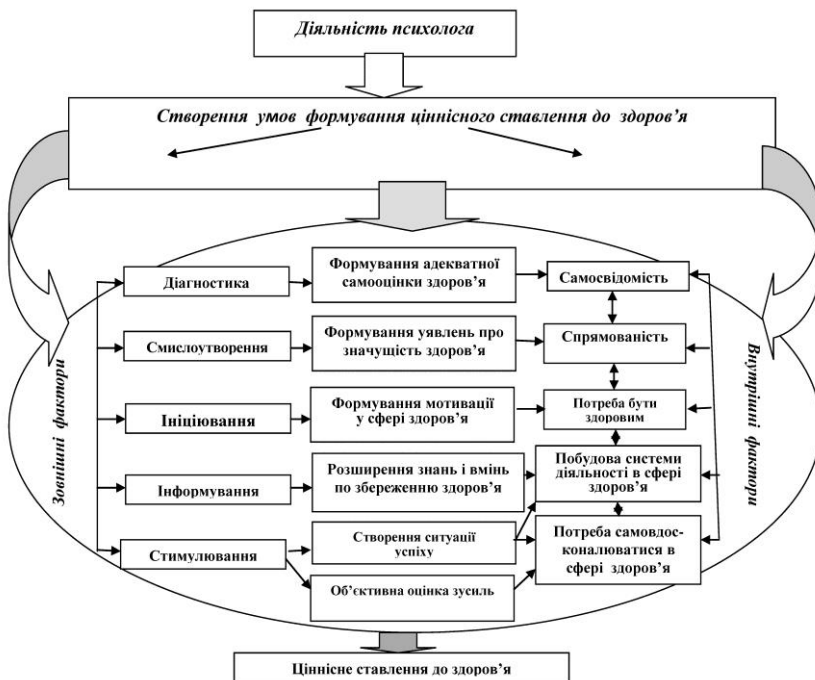 Діяльність психолога
Створення умов формування ціннісного ставлення до здоров’я
Зовнішні фактори
Діагностика
Формування адекватної
самооцінки здоров’я
Самосвідомість
Смислоутворення
Формування уявлень про
значущість здоров’я
Спрямованість
Ініціювання
Формування мотивації
у сфері здоров’я
Потреба бути
здоровим
Інформування
Розширення знань і вмінь
по збереженню здоров’я
Побудова системи
діяльності в сфері
здоров’я
Стимулювання
Створення ситуації
успіху
Об’єктивна оцінка зусиль
Потреба самовдос-
коналюватися в
сфері здоров’я
Внутрішні фактори
Ціннісне ставлення до здоров’я